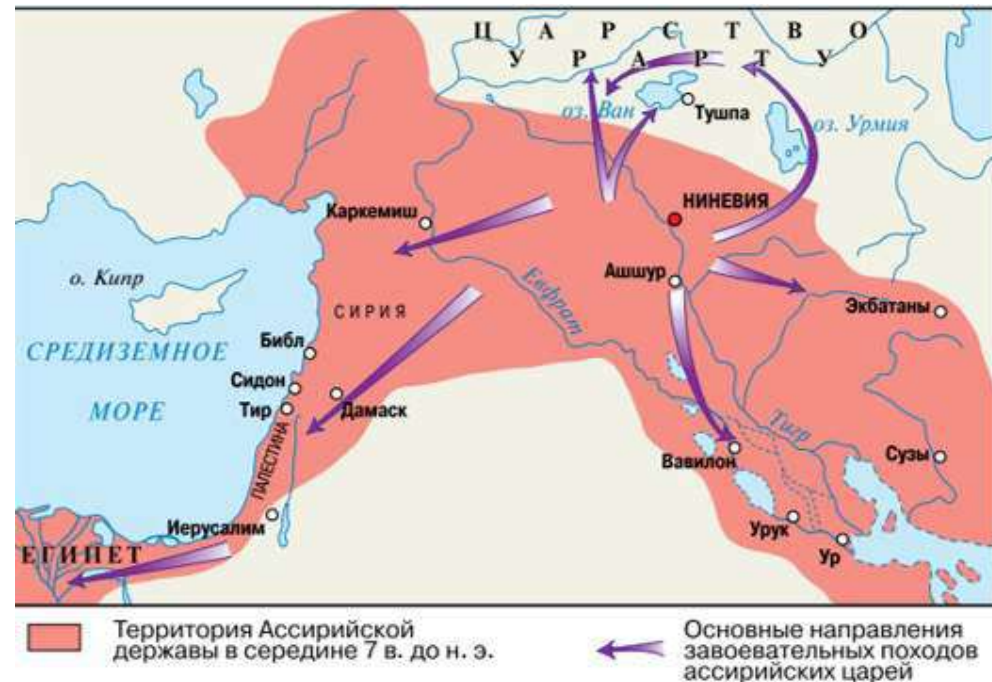 ЦАРСТВО
УРАРТУ
оз. Ван
Тушпа
оз. Урмия
Каркемиш
НИНЕВИЯ
о. Кипр
Ашшур
Евфрат
СИРИЯ
Экбатаны
Библ
СРЕДИЗЕМНОЕ
МОРЕ
Сидон
Тир
Дамаск
ПАЛЕСТИНА
Тигр
Вавилон
Сузы
Иерусалим
Урук
Ур
ЕГИПЕТ
Территория Ассирийской
державы в середине 7 в. до н. э.
Основные направления
завоевательных походов
ассирийских царей